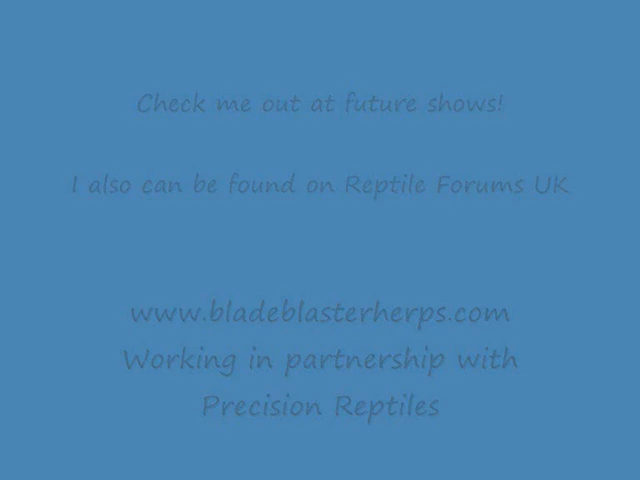 Check me out at future shows!
I also can be found on Reptile Forums UK
www.bladeblasterherps.com
Working in partnership with
Precision Reptiles